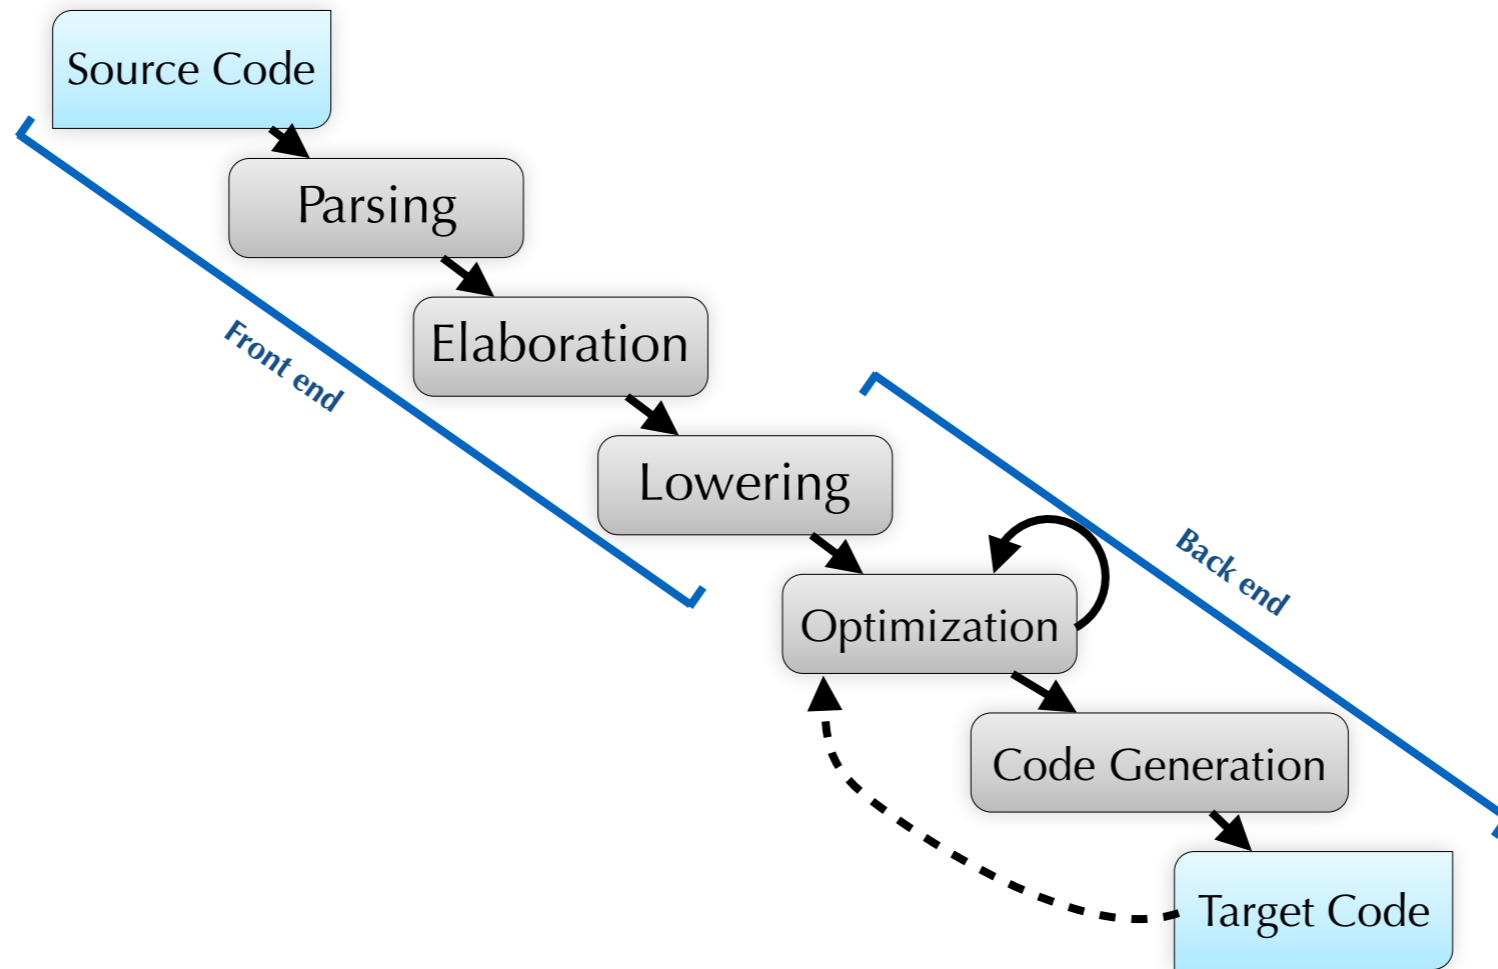 Source Code
Parsing
Elaboration
Front end
Lowering
Back end
Optimization
Code Generation
Target Code